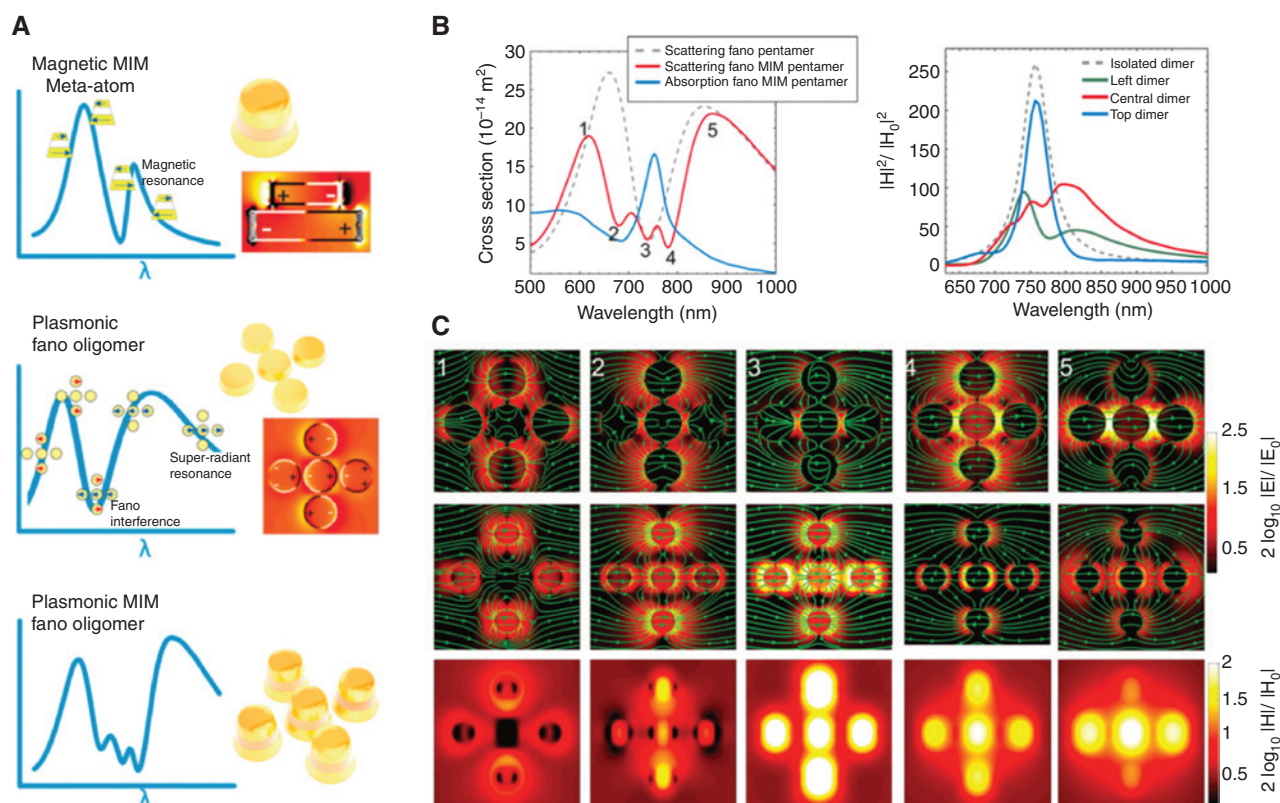 A
Magnetic MIM
Meta-atom
Magnetic
resonance
+
-
-
+
λ
Plasmonic
fano oligomer
Super-radiant
resonance
Fano
interference
λ
Plasmonic MIM
fano oligomer
λ
B
30
25
20
15
10
5
Cross section (10⁻¹⁴ m²)
Scattering fano pentamer
Scattering fano MIM pentamer
Absorption fano MIM pentamer
1
2
3
4
5
500 600 700 800 900 1000
Wavelength (nm)
250
200
150
100
50
0
|H|²/ |H₀|²
Isolated dimer
Left dimer
Central dimer
Top dimer
650 700 750 800 850 900 950 1000
Wavelength (nm)
C
1 2 3 4 5
2.5
1.5
0.5
2 log₁₀ |E|/ |E₀|
2
1.5
1
0.5
2 log₁₀ |H|/ |H₀|